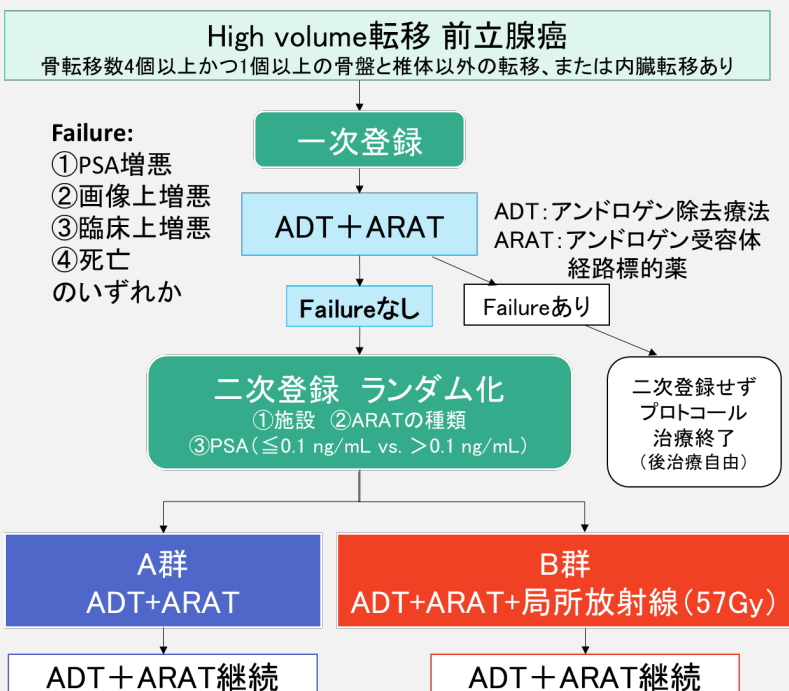 High volume転移 前立腺癌
骨転移数4個以上かつ1個以上の骨盤と椎体以外の転移、または内臓転移あり
一次登録
Failure:
①PSA増悪
②画像上増悪
③臨床上増悪
④死亡
のいずれか
ADT＋ARAT
ADT：アンドロゲン除去療法
ARAT：アンドロゲン受容体
経路標的薬
Failureなし
Failureあり
二次登録 ランダム化
①施設 ②ARATの種類
③PSA（≦0.1 ng/mL vs. ＞0.1 ng/mL）
二次登録せず
プロトコール
治療終了
（後治療自由）
A群
ADT+ARAT
B群
ADT+ARAT+局所放射線（57Gy）
ADT＋ARAT継続
ADT＋ARAT継続